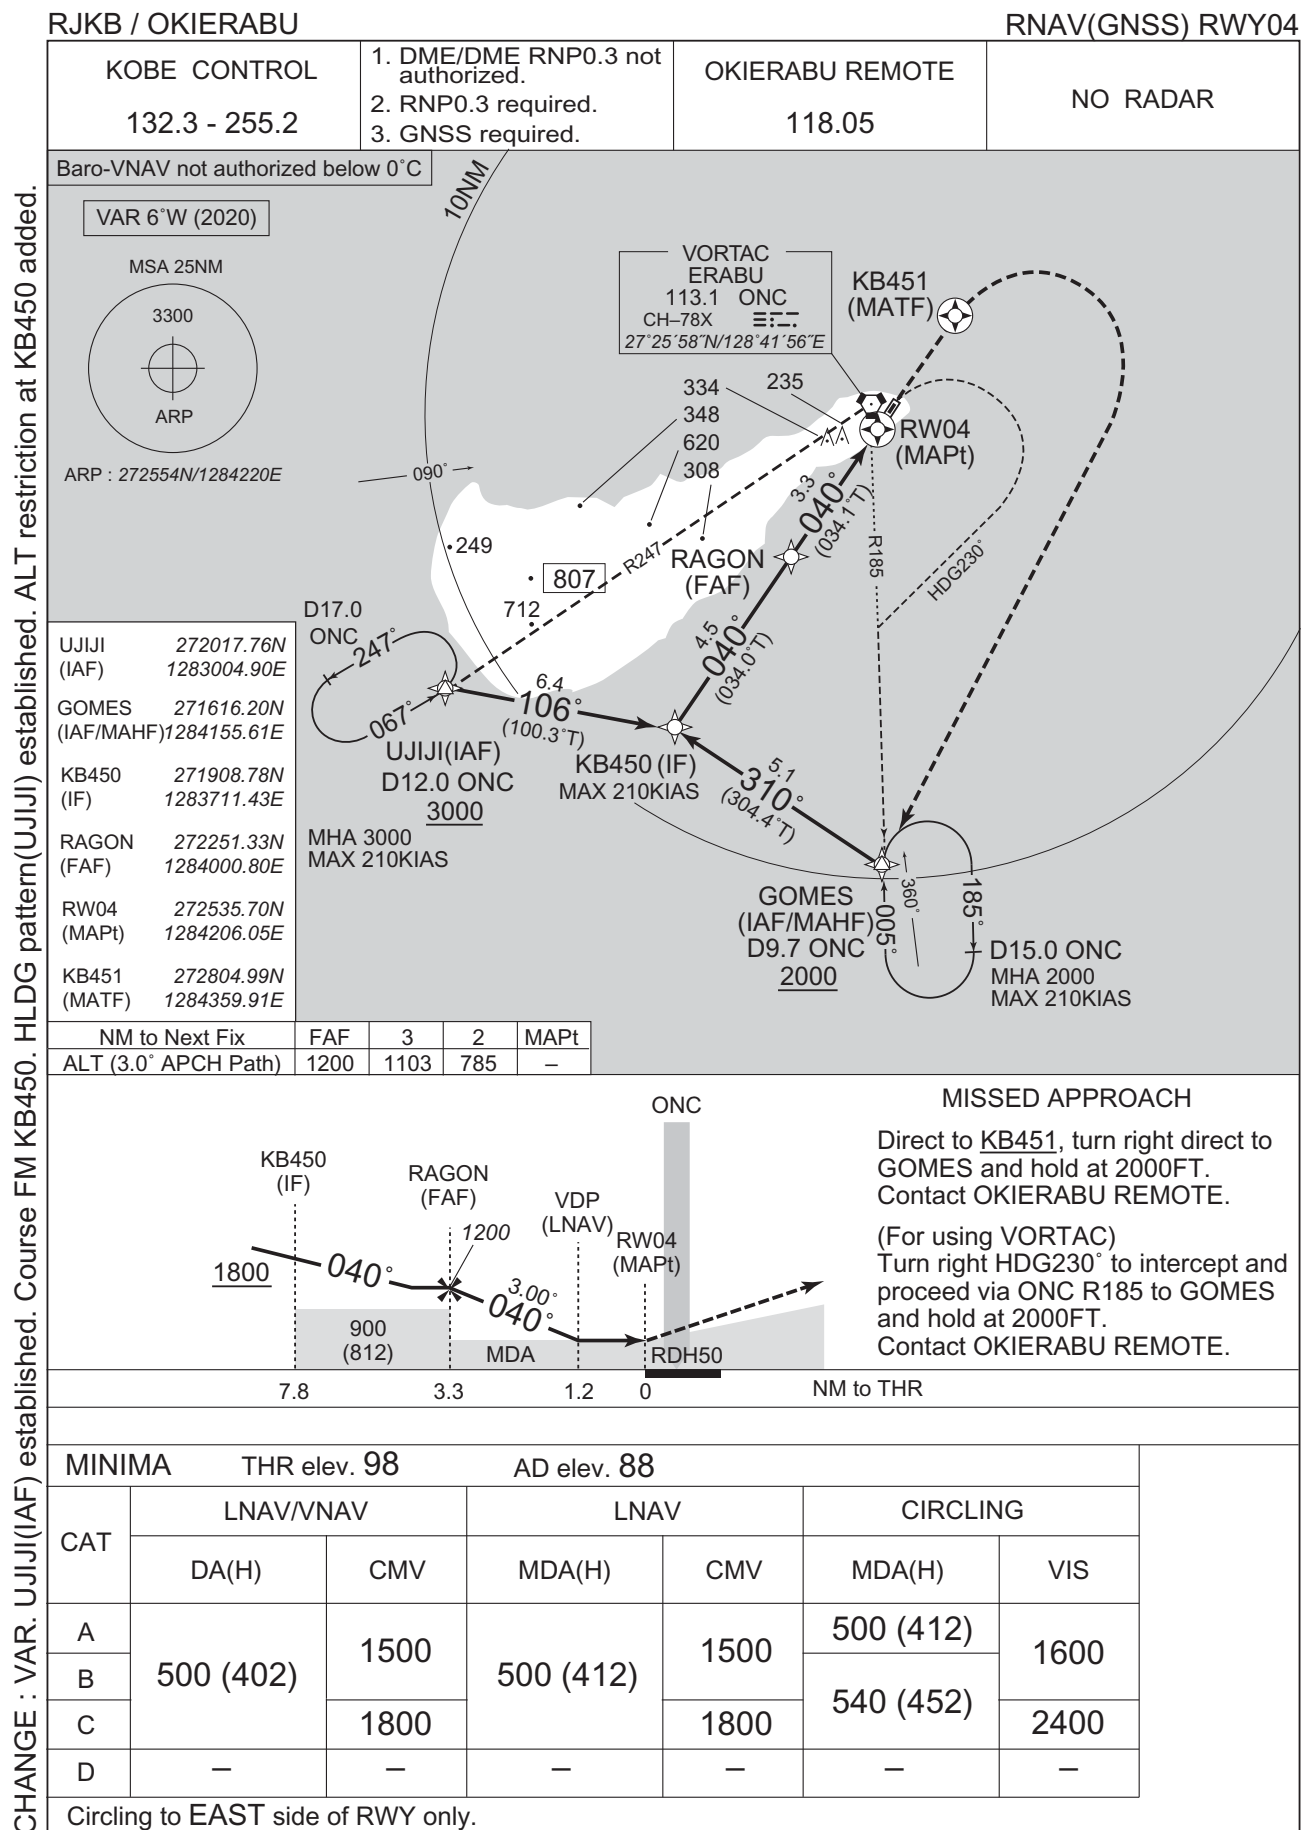 RJKB / OKIERABU
RNAV(GNSS) RWY04
KOBE CONTROL
132.3 - 255.2
1. DME/DME RNP0.3 not
authorized.
2. RNP0.3 required.
3. GNSS required.
OKIERABU REMOTE
118.05
NO RADAR
Baro-VNAV not authorized below 0˚C
VAR 6˚W (2020)
MSA 25NM
3300
ARP
ARP : 272554N/1284220E
10NM
VORTAC
ERABU
113.1 ONC
CH–78X
27˚25´58˝N/128˚41´56˝E
KB451
(MATF)
334
235
348
620
308
RW04
(MAPt)
090˚
3.3
040˚
(034.1˚T)
249
R247
RAGON
(FAF)
R185
HDG230˚
807
712
D17.0
ONC
247˚
067˚
4.5
040˚
(034.0˚T)
6.4
106˚
(100.3˚T)
UJIJI(IAF)
D12.0 ONC
3000
KB450 (IF)
MAX 210KIAS
5.1
310˚
(304.4˚T)
MHA 3000
MAX 210KIAS
GOMES
(IAF/MAHF)
D9.7 ONC
2000
005˚
360˚
185˚
D15.0 ONC
MHA 2000
MAX 210KIAS
UJIJI 272017.76N
(IAF) 1283004.90E
GOMES 271616.20N
(IAF/MAHF) 1284155.61E
KB450 271908.78N
(IF) 1283711.43E
RAGON 272251.33N
(FAF) 1284000.80E
RW04 272535.70N
(MAPt) 1284206.05E
KB451 272804.99N
(MATF) 1284359.91E
NM to Next Fix FAF 3 2 MAPt
ALT (3.0˚ APCH Path) 1200 1103 785 –
ONC
KB450
(IF)
RAGON
(FAF)
VDP
(LNAV)
RW04
(MAPt)
1200
1800
040˚
3.00˚
040˚
900
(812)
MDA
RDH50
7.8 3.3 1.2 0 NM to THR
MISSED APPROACH
Direct to KB451, turn right direct to
GOMES and hold at 2000FT.
Contact OKIERABU REMOTE.
(For using VORTAC)
Turn right HDG230˚ to intercept and
proceed via ONC R185 to GOMES
and hold at 2000FT.
Contact OKIERABU REMOTE.
MINIMA THR elev. 98 AD elev. 88
CAT LNAV/VNAV LNAV CIRCLING
DA(H) CMV MDA(H) CMV MDA(H) VIS
A 500 (402) 1500 500 (412) 1500 500 (412) 1600
B 540 (452)
C 1800 1800 2400
D – – – – – –
Circling to EAST side of RWY only.
CHANGE : VAR. UJIJI(IAF) established. Course FM KB450. HLDG pattern(UJIJI) established. ALT restriction at KB450 added.